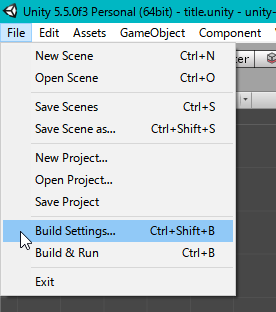 Unity 5.5.0f3 Personal (64bit) - title.unity -
File Edit Assets GameObject Component
New Scene Ctrl+N
Open Scene Ctrl+O
Save Scenes Ctrl+S
Save Scene as... Ctrl+Shift+S
New Project...
Open Project...
Save Project
Build Settings... Ctrl+Shift+B
Build & Run Ctrl+B
Exit